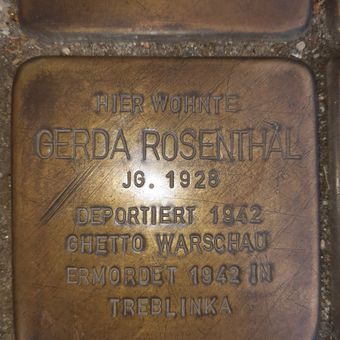 HIER WOHNTE
GERDA ROSENTHAL
JG. 1928
DEPORTIERT 1942
GHETTO WARSCHAU
ERMORDET 1942 IN
TREBLINKA